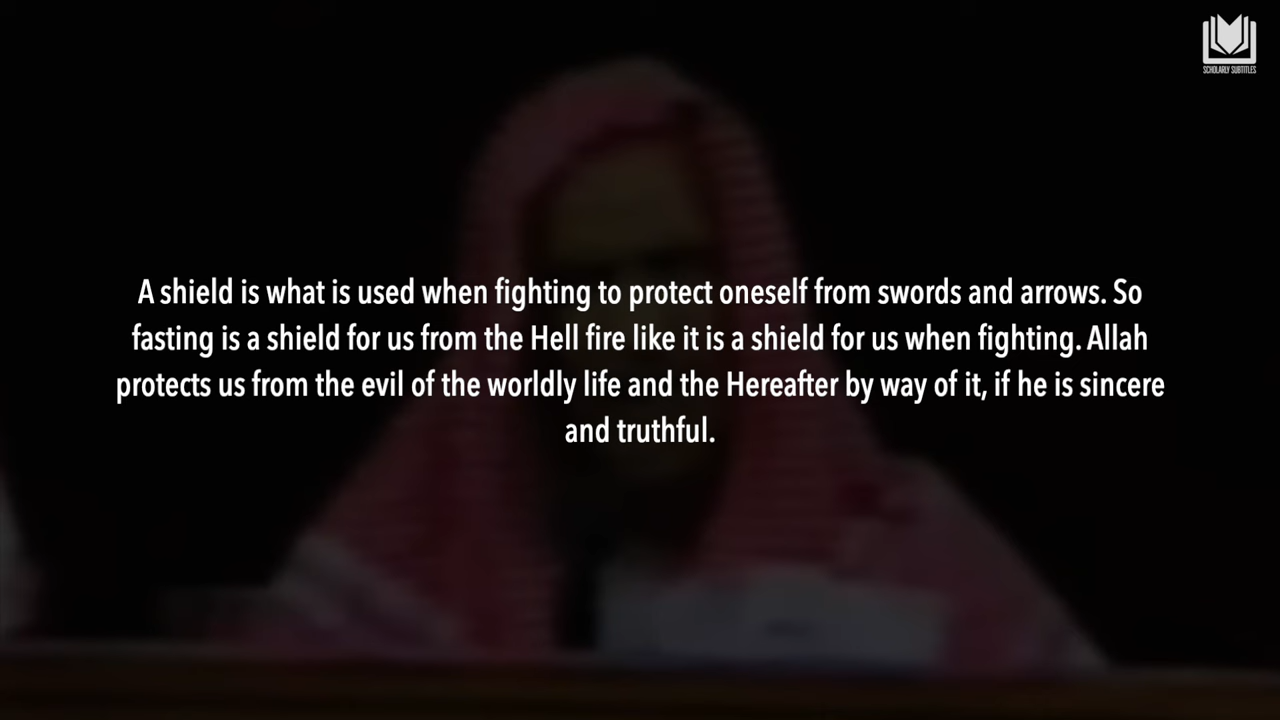 SCHOLARLY SUBTITLES
A shield is what is used when fighting to protect oneself from swords and arrows. So
fasting is a shield for us from the Hell fire like it is a shield for us when fighting. Allah
protects us from the evil of the worldly life and the Hereafter by way of it, if he is sincere
and truthful.